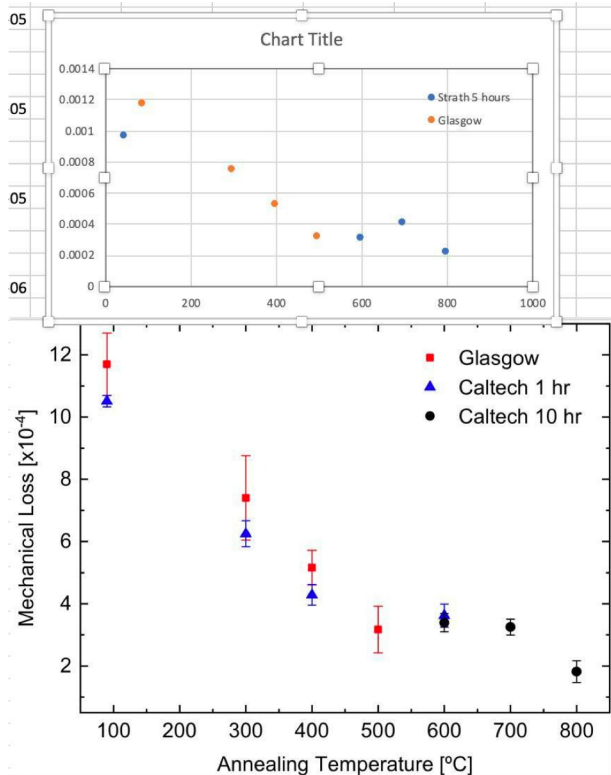 05
05
05
06
Chart Title
0.0014
0.0012
0.001
0.0008
0.0006
0.0004
0.0002
0
0 200 400 600 800 1000
Strath 5 hours
Glasgow
12
10
8
6
4
2
Mechanical Loss [x10⁻⁴]
Glasgow
Caltech 1 hr
Caltech 10 hr
100 200 300 400 500 600 700 800
Annealing Temperature [ºC]